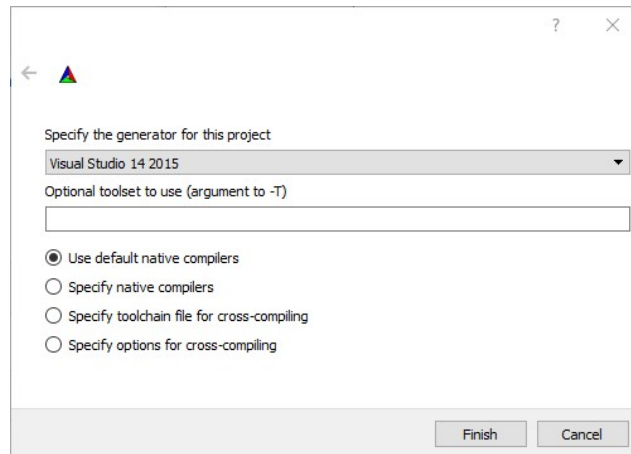 ?
Specify the generator for this project
Visual Studio 14 2015
Optional toolset to use (argument to -T)
Use default native compilers
Specify native compilers
Specify toolchain file for cross-compiling
Specify options for cross-compiling
Finish Cancel